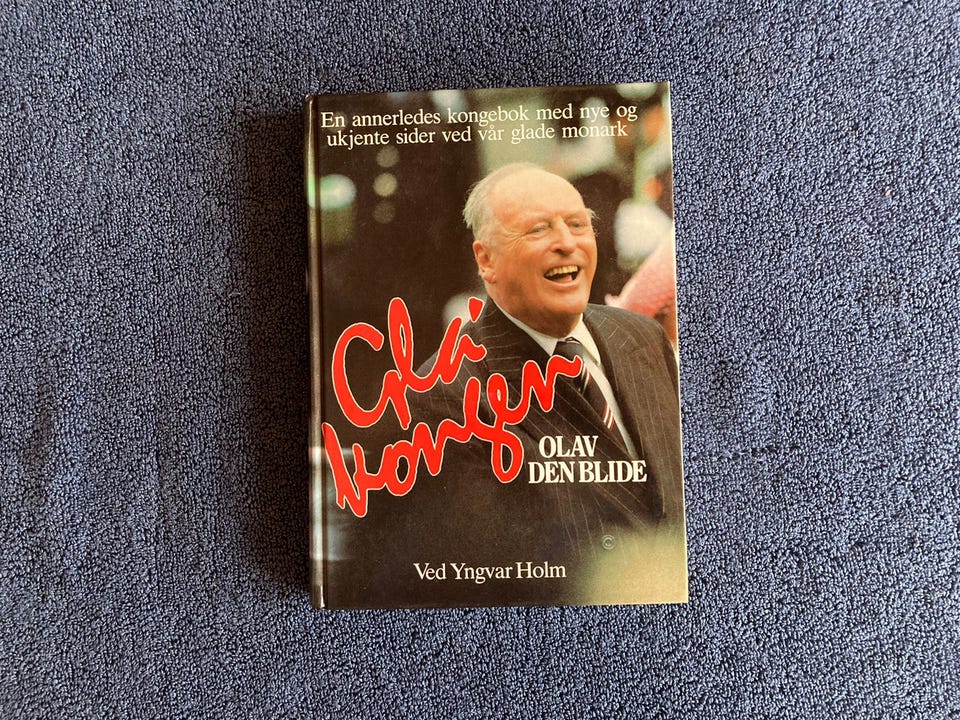 En annerledes kongebok med nye og
ukjente sider ved vår glade monark
Gla'
kongen
OLAV
DEN BLIDE
Ved Yngvar Holm